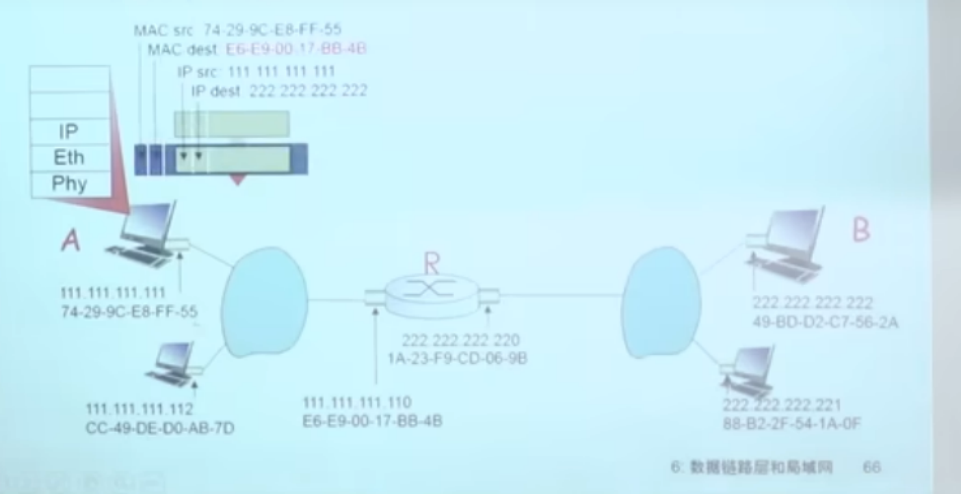 MAC src: 74-29-9C-E8-FF-55
MAC dest: E6-E9-00-17-BB-4B
IP src: 111.111.111.111
IP dest: 222.222.222.222
IP
Eth
Phy
A
R
B
111.111.111.111
74-29-9C-E8-FF-55
222.222.222.220
1A-23-F9-CD-06-9B
222.222.222.222
49-BD-D2-C7-56-2A
111.111.111.112
CC-49-DE-D0-AB-7D
111.111.111.110
E6-E9-00-17-BB-4B
222.222.222.221
88-B2-2F-54-1A-0F
6: 数据链路层和局域网 66